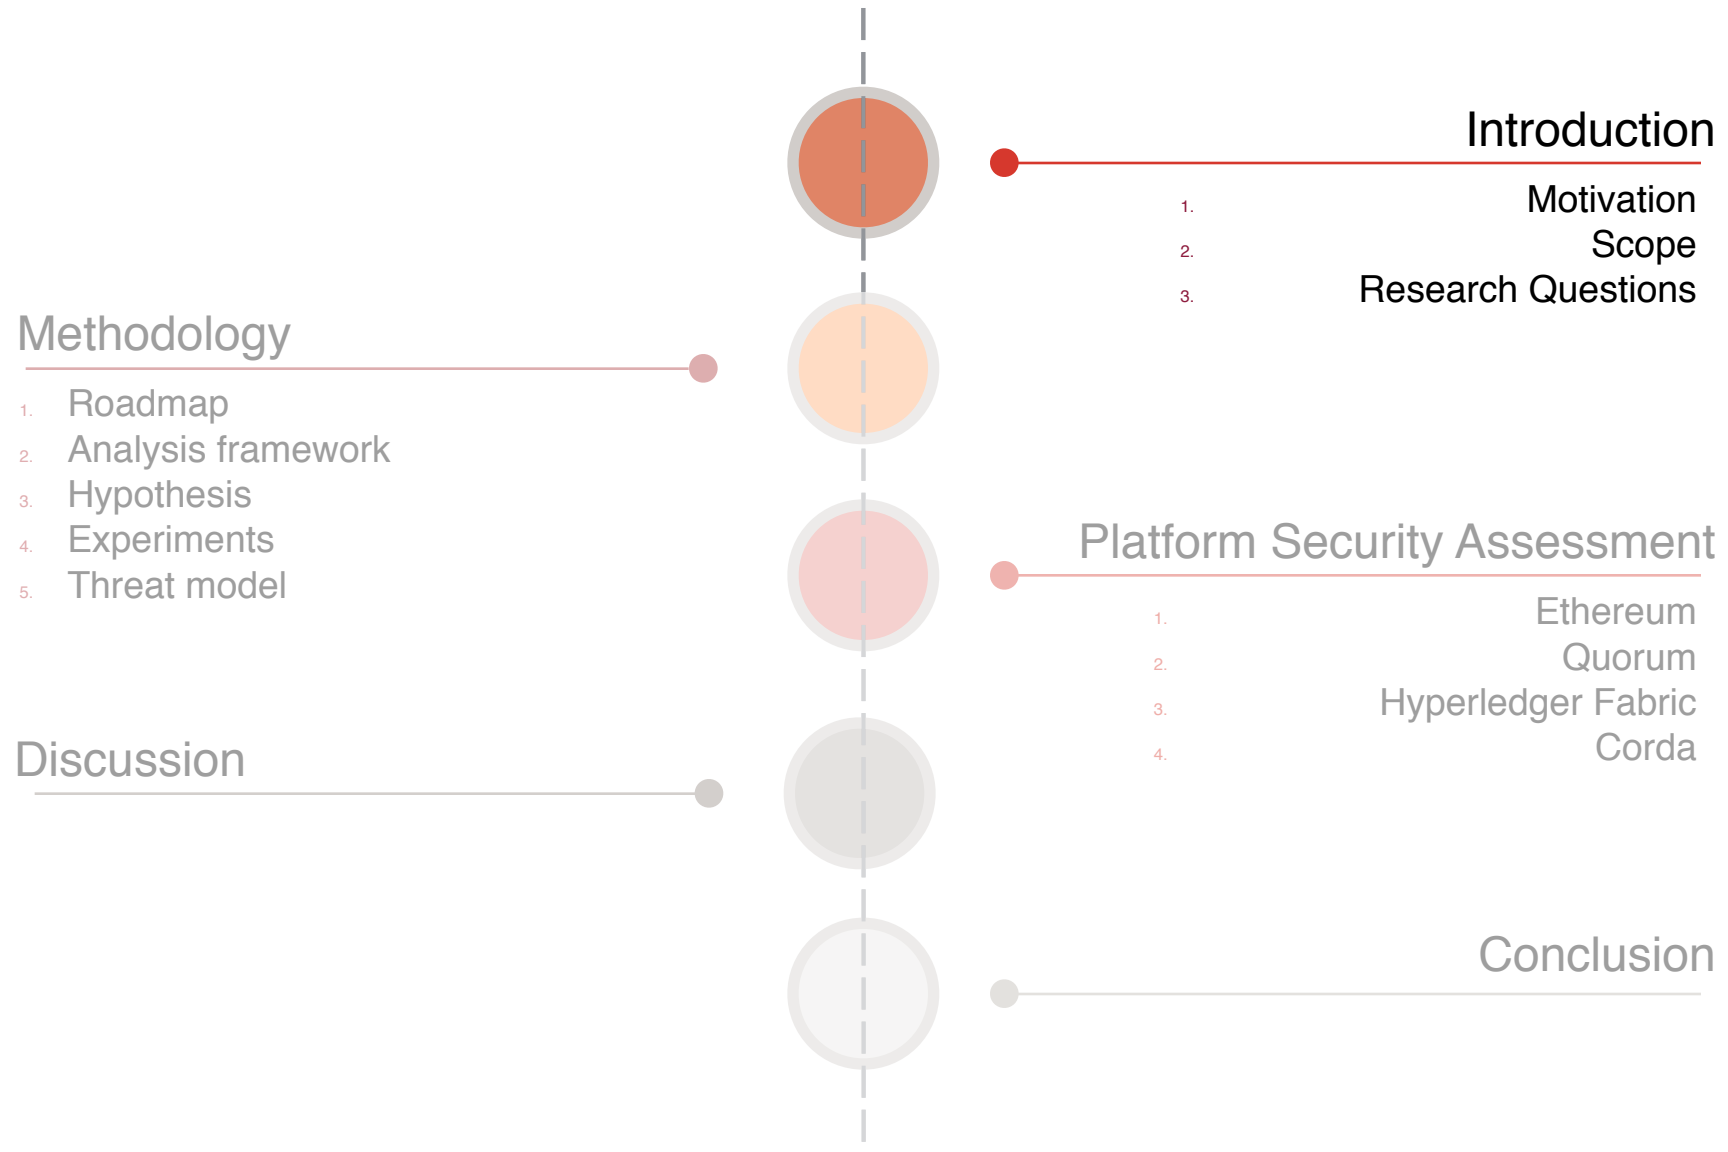 Introduction
1. Motivation
2. Scope
3. Research Questions
Methodology
1. Roadmap
2. Analysis framework
3. Hypothesis
4. Experiments
5. Threat model
Platform Security Assessment
1. Ethereum
2. Quorum
3. Hyperledger Fabric
4. Corda
Discussion
Conclusion